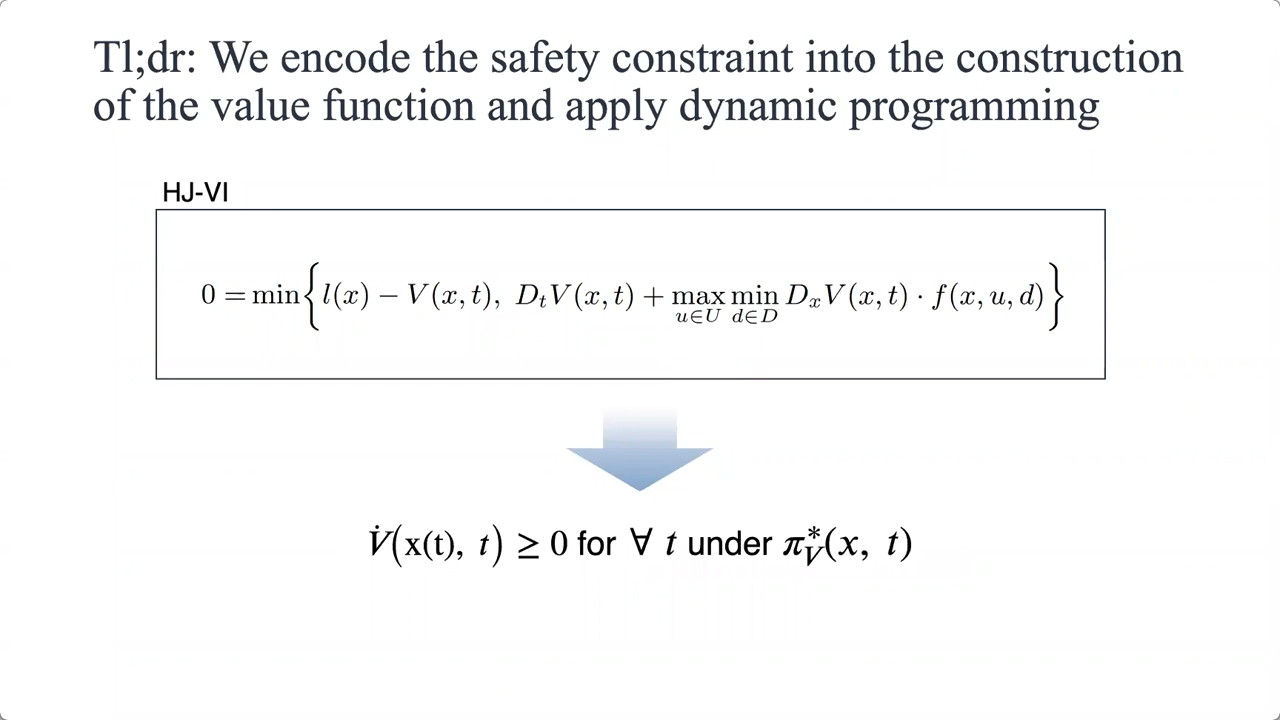 Tl;dr: We encode the safety constraint into the construction
of the value function and apply dynamic programming
HJ-VI
0 = min{l(x) − V(x, t), D_tV(x, t) + max_{u∈U} min_{d∈D} D_xV(x, t) · f(x, u, d)}
V̇(x(t), t) ≥ 0 for ∀ t under π*_V(x, t)